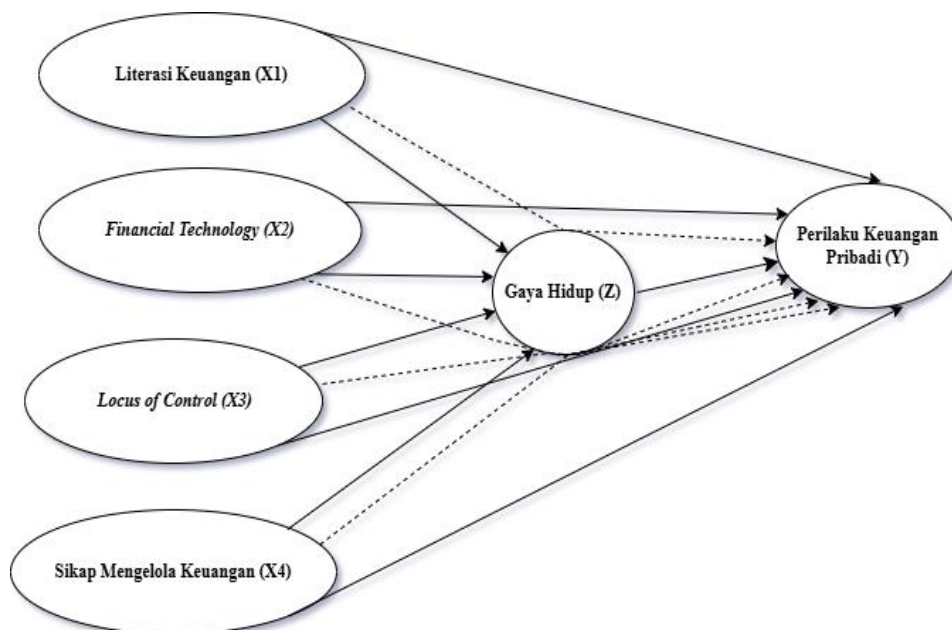 Literasi Keuangan (X1)
Financial Technology (X2)
Perilaku Keuangan
Pribadi (Y)
Gaya Hidup (Z)
Locus of Control (X3)
Sikap Mengelola Keuangan (X4)